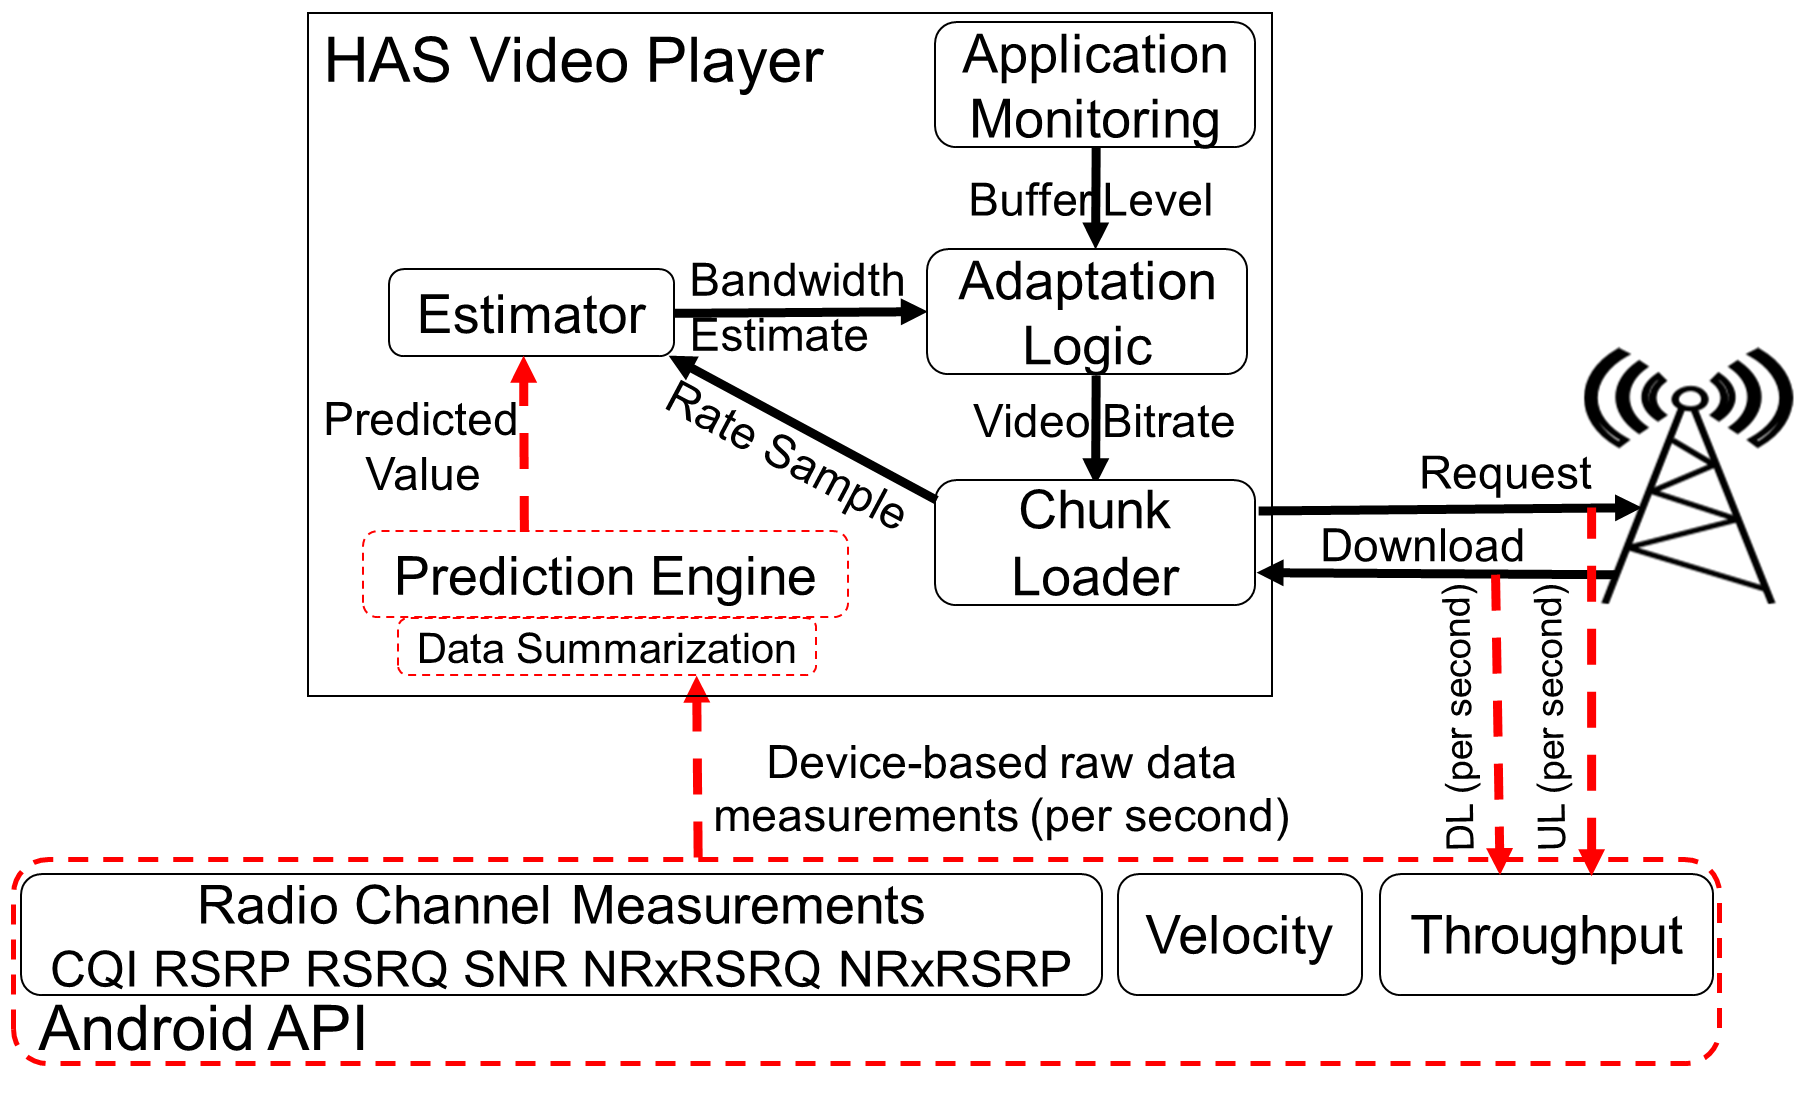 HAS Video Player
Application
Monitoring
Buffer Level
Estimator
Bandwidth
Estimate
Adaptation
Logic
Predicted
Value
Rate Sample
Video Bitrate
Chunk
Loader
Request
Download
Prediction Engine
Data Summarization
DL (per second)
UL (per second)
Device-based raw data
measurements (per second)
Radio Channel Measurements
CQI RSRP RSRQ SNR NRxRSRQ NRxRSRP
Velocity
Throughput
Android API